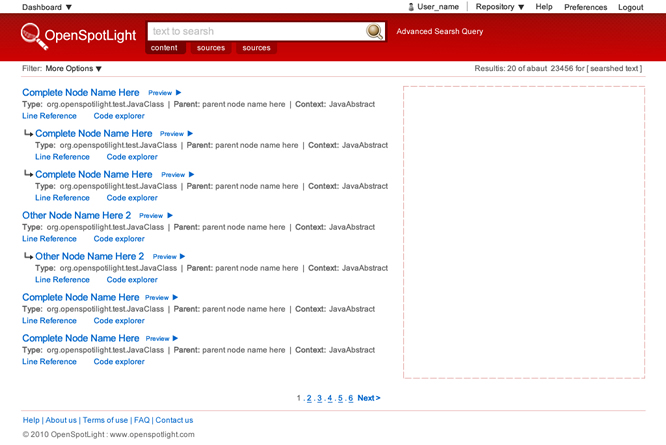 Dashboard ▼ User_name | Repository ▼ Help Preferences Logout
OpenSpotLight text to search Advanced Searsh Query
content sources sources
Filter: More Options ▼ Resultis: 20 of abaut 23456 for [ searshed text ]
Complete Node Name Here Preview ▶
Type: org.openspotilight.test.JavaClass | Parent: parent node name here | Context: JavaAbstract
Line Reference Code explorer
Complete Node Name Here Preview ▶
Type: org.openspotilight.test.JavaClass | Parent: parent node name here | Context: JavaAbstract
Line Reference Code explorer
Complete Node Name Here Preview ▶
Type: org.openspotilight.test.JavaClass | Parent: parent node name here | Context: JavaAbstract
Line Reference Code explorer
Other Node Name Here 2 Preview ▶
Type: org.openspotilight.test.JavaClass | Parent: parent node name here | Context: JavaAbstract
Line Reference Code explorer
Other Node Name Here 2 Preview ▶
Type: org.openspotilight.test.JavaClass | Parent: parent node name here | Context: JavaAbstract
Line Reference Code explorer
Complete Node Name Here Preview ▶
Type: org.openspotilight.test.JavaClass | Parent: parent node name here | Context: JavaAbstract
Line Reference Code explorer
Complete Node Name Here Preview ▶
Type: org.openspotilight.test.JavaClass | Parent: parent node name here | Context: JavaAbstract
Line Reference Code explorer
1 . 2 . 3 . 4 . 5 . 6 Next >
Help | About us | Terms of use | FAQ | Contact us
© 2010 OpenSpotLight : www.openspotlight.com